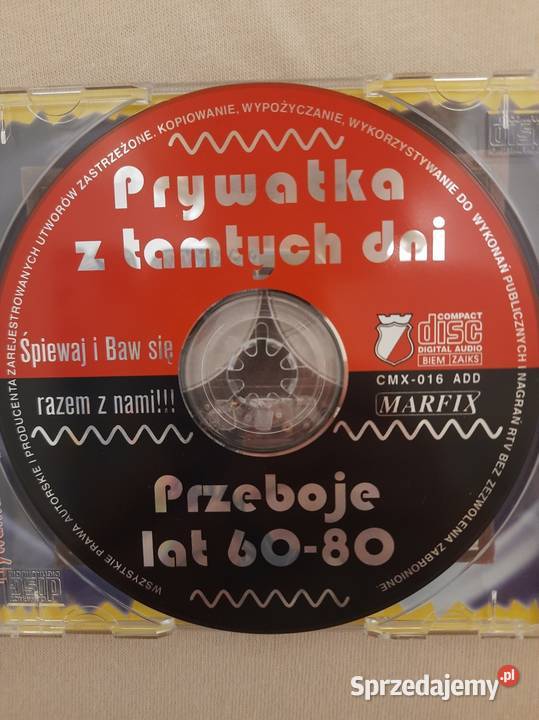 WSZYSTKIE PRAWA AUTORSKIE I PRODUCENTA ZAREJESTROWANYCH UTWORÓW ZASTRZEŻONE. KOPIOWANIE, WYPOŻYCZANIE, WYKORZYSTYWANIE DO WYKONAŃ PUBLICZNYCH I NAGRAŃ RTV BEZ ZEZWOLENIA ZABRONIONE
Prywatka
z tamtych dni
Śpiewaj i Baw się
razem z nami!!!
COMPACT
disc
DIGITAL AUDIO
BIEM ZAIKS
CMX-016 ADD
MARFIX
Przeboje
lat 60-80
Sprzedajemy.pl